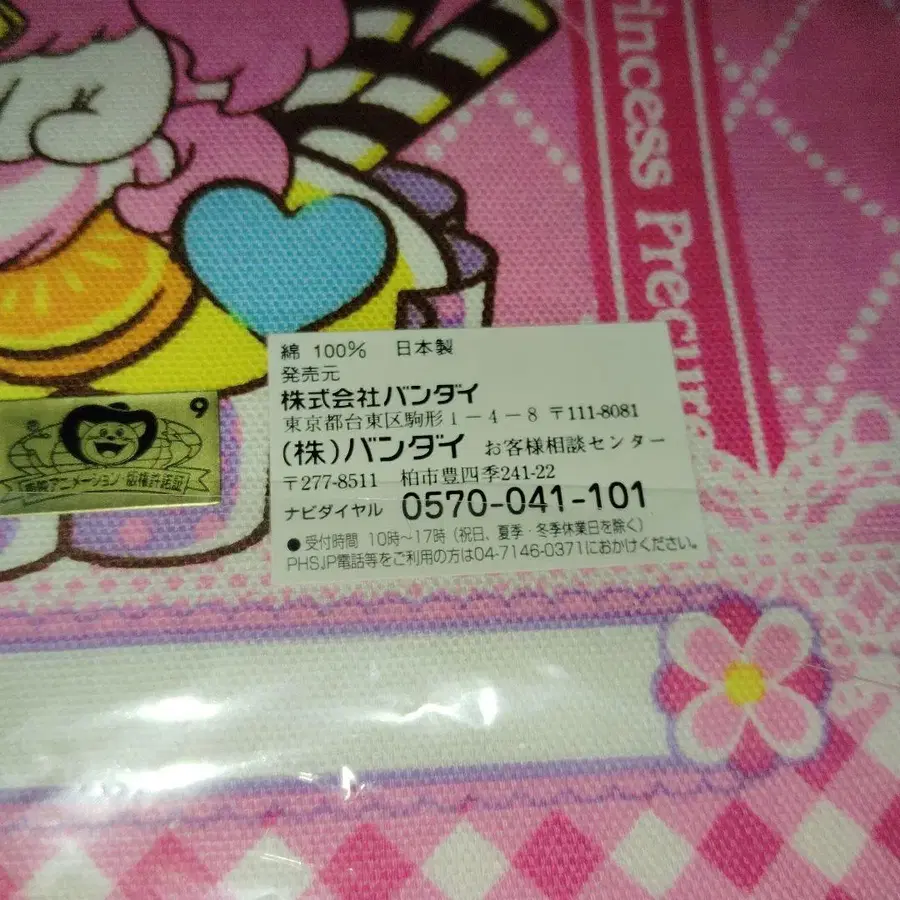 Princess Precure
綿 100% 日本製
発売元
株式会社バンダイ
東京都台東区駒形1-4-8 〒111-8081
(株)バンダイ お客様相談センター
〒277-8511 柏市豊四季241-22
ナビダイヤル 0570-041-101
●受付時間 10時〜17時(祝日、夏季・冬季休業日を除く)
PHS,IP電話等をご利用の方は04-7146-0371におかけください。
9
東映アニメーション 版権許諾証